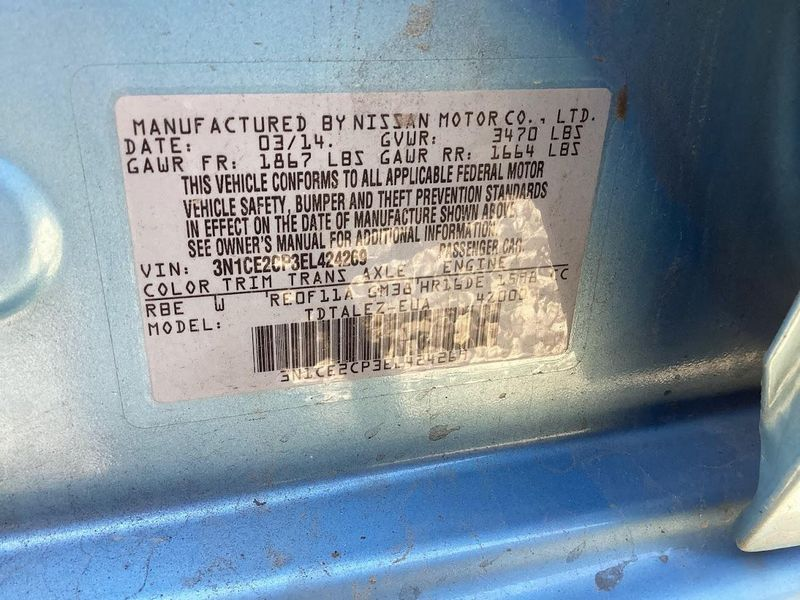 MANUFACTURED BY NISSAN MOTOR CO., LTD.
DATE: 03/14. GVWR: 3470 LBS
GAWR FR: 1867 LBS GAWR RR: 1664 LBS
THIS VEHICLE CONFORMS TO ALL APPLICABLE FEDERAL MOTOR
VEHICLE SAFETY, BUMPER AND THEFT PREVENTION STANDARDS
IN EFFECT ON THE DATE OF MANUFACTURE SHOWN ABOVE
SEE OWNER'S MANUAL FOR ADDITIONAL INFORMATION.
VIN: 3N1CE2CP3EL424269 PASSENGER CAR
COLOR TRIM TRANS AXLE ENGINE
RBE W RE0F11A GM38 HR16DE 1598 CC
MODEL: TDTALEZ-EUA 42000